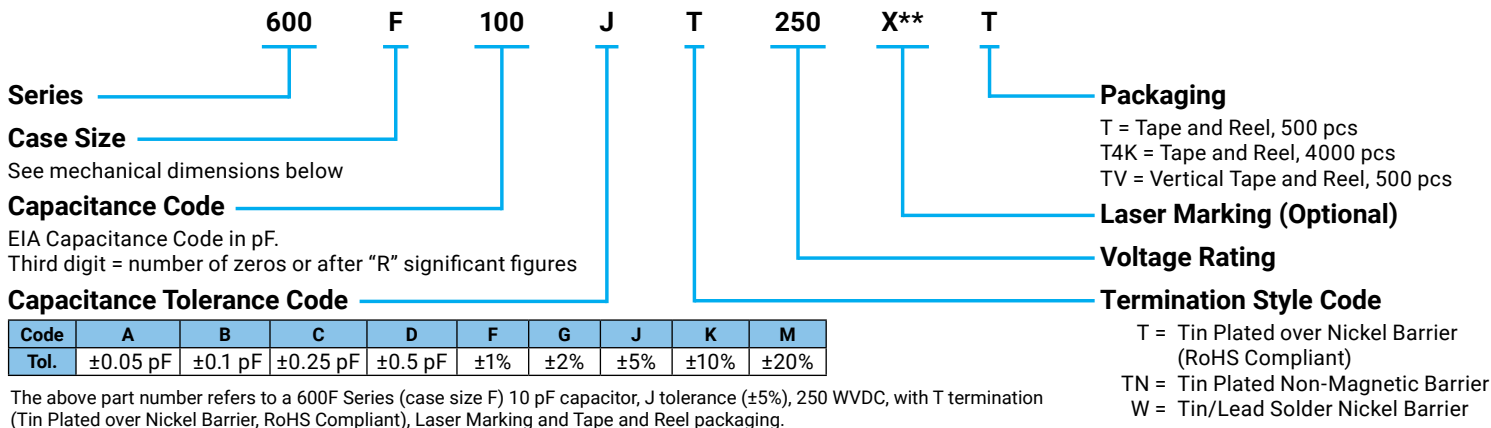 600 F 100 J T 250 X** T
Series
Case Size
See mechanical dimensions below
Capacitance Code
EIA Capacitance Code in pF.
Third digit = number of zeros or after “R” significant figures
Capacitance Tolerance Code
Code A B C D F G J K M
Tol. ±0.05 pF ±0.1 pF ±0.25 pF ±0.5 pF ±1% ±2% ±5% ±10% ±20%
The above part number refers to a 600F Series (case size F) 10 pF capacitor, J tolerance (±5%), 250 WVDC, with T termination
(Tin Plated over Nickel Barrier, RoHS Compliant), Laser Marking and Tape and Reel packaging.
Packaging
T = Tape and Reel, 500 pcs
T4K = Tape and Reel, 4000 pcs
TV = Vertical Tape and Reel, 500 pcs
Laser Marking (Optional)
Voltage Rating
Termination Style Code
T = Tin Plated over Nickel Barrier
(RoHS Compliant)
TN = Tin Plated Non-Magnetic Barrier
W = Tin/Lead Solder Nickel Barrier